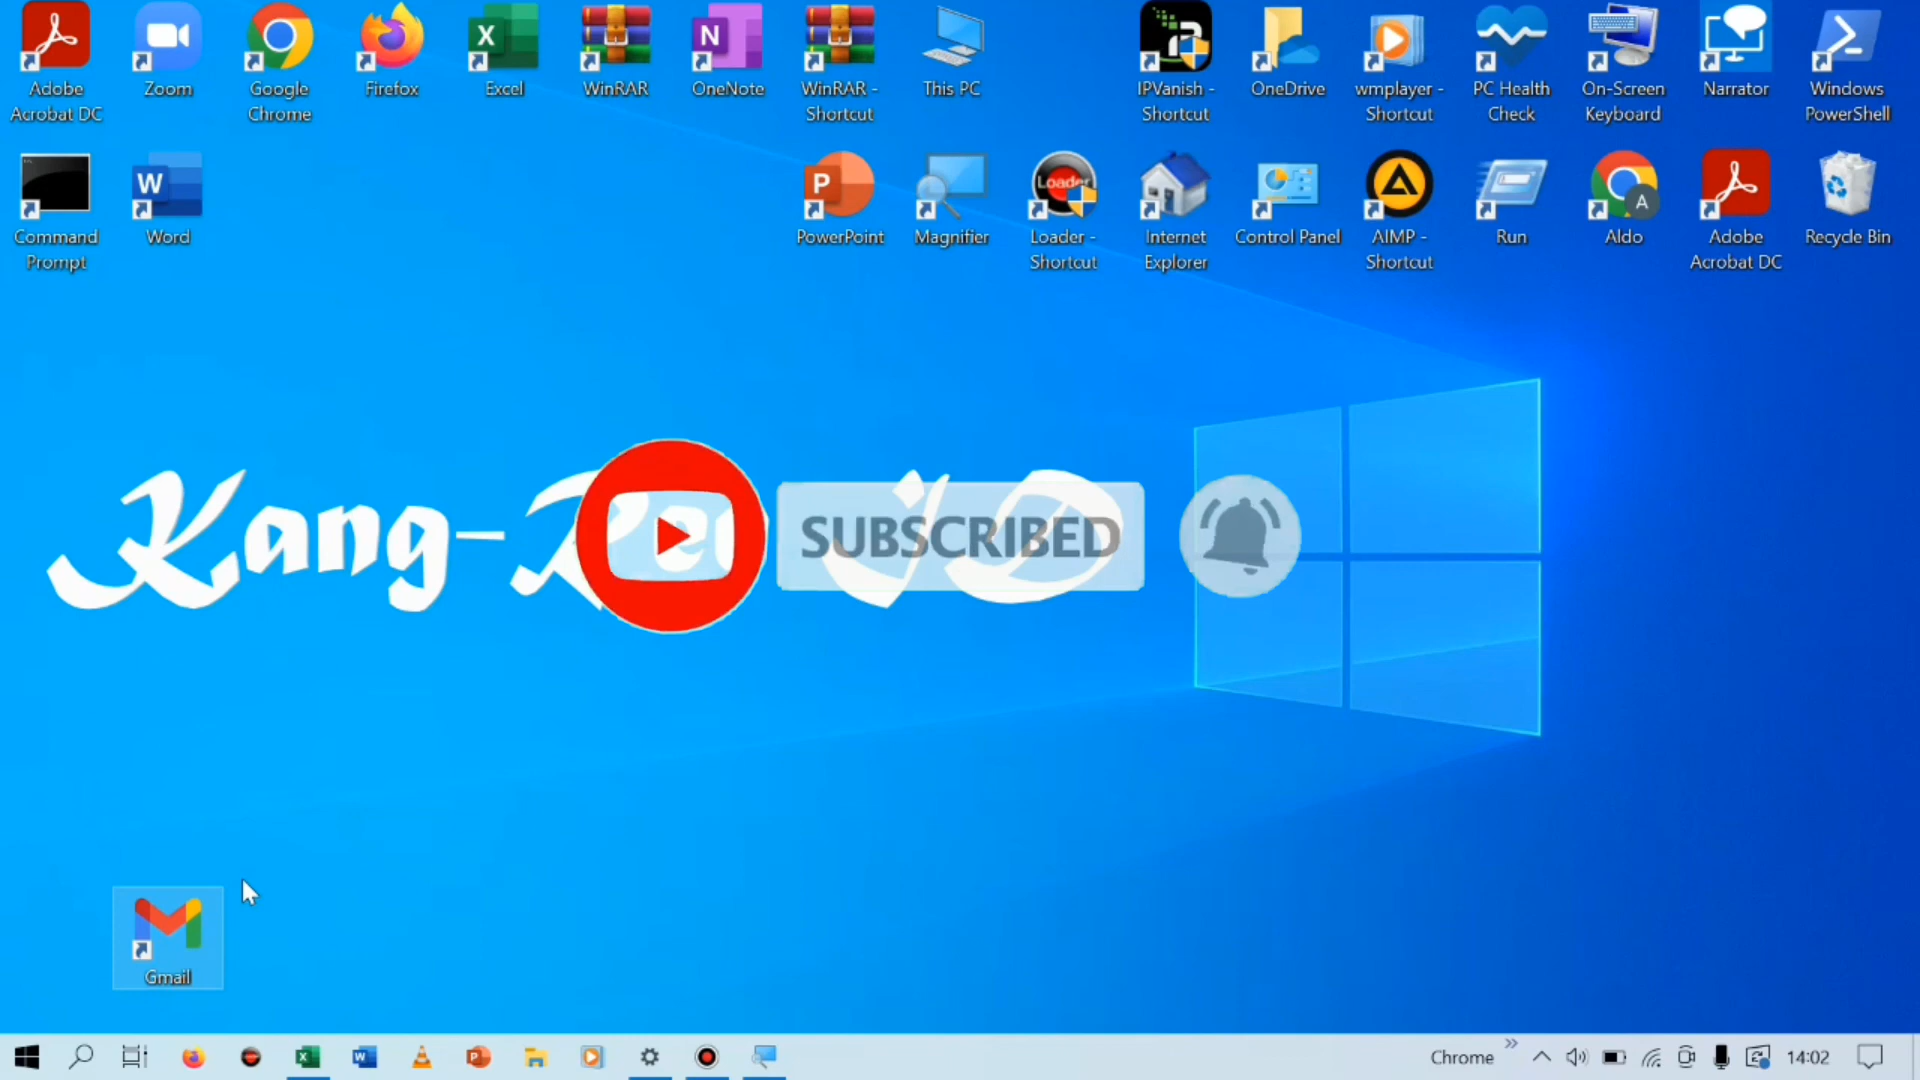 Adobe Acrobat DC
Zoom
Google Chrome
Firefox
Excel
WinRAR
OneNote
WinRAR - Shortcut
This PC
IPVanish - Shortcut
OneDrive
wmplayer - Shortcut
PC Health Check
On-Screen Keyboard
Narrator
Windows PowerShell
Command Prompt
Word
PowerPoint
Magnifier
Loader
Loader - Shortcut
Internet Explorer
Control Panel
AIMP - Shortcut
Run
A
Aldo
Adobe Acrobat DC
Recycle Bin
Kang-
SUBSCRIBED
Gmail
Chrome
14:02